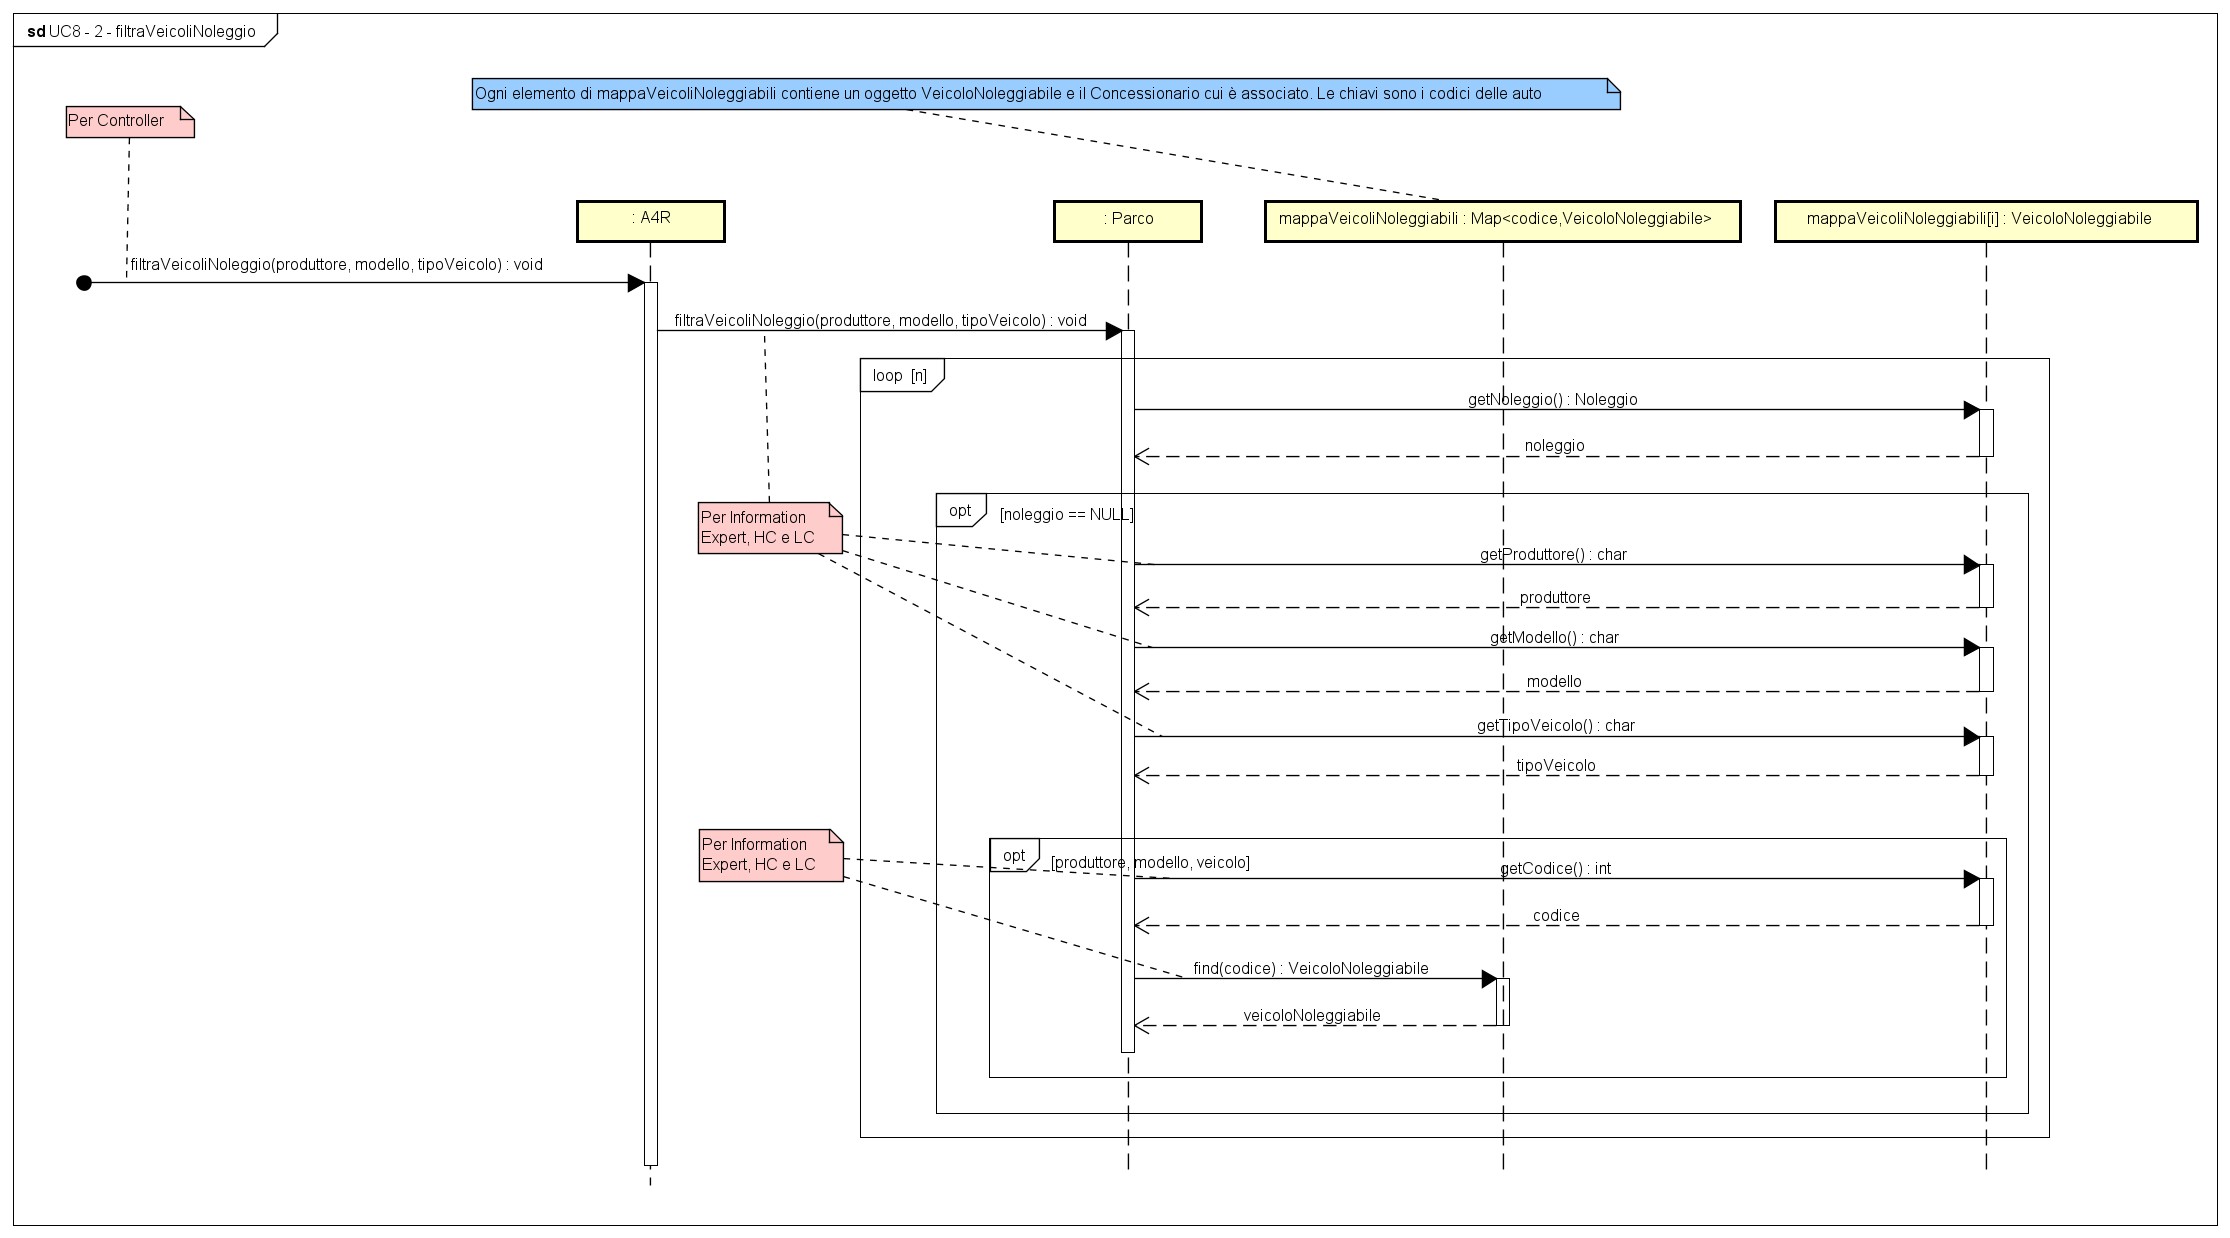 sd UC8 - 2 - filtraVeicoliNoleggio
Ogni elemento di mappaVeicoliNoleggiabili contiene un oggetto VeicoloNoleggiabile e il Concessionario cui è associato. Le chiavi sono i codici delle auto
Per Controller
: A4R
: Parco
mappaVeicoliNoleggiabili : Map<codice,VeicoloNoleggiabile>
mappaVeicoliNoleggiabili[i] : VeicoloNoleggiabile
filtraVeicoliNoleggio(produttore, modello, tipoVeicolo) : void
filtraVeicoliNoleggio(produttore, modello, tipoVeicolo) : void
loop [n]
getNoleggio() : Noleggio
noleggio
opt [noleggio == NULL]
Per Information
Expert, HC e LC
getProduttore() : char
produttore
getModello() : char
modello
getTipoVeicolo() : char
tipoVeicolo
Per Information
Expert, HC e LC
opt [produttore, modello, veicolo]
getCodice() : int
codice
find(codice) : VeicoloNoleggiabile
veicoloNoleggiabile